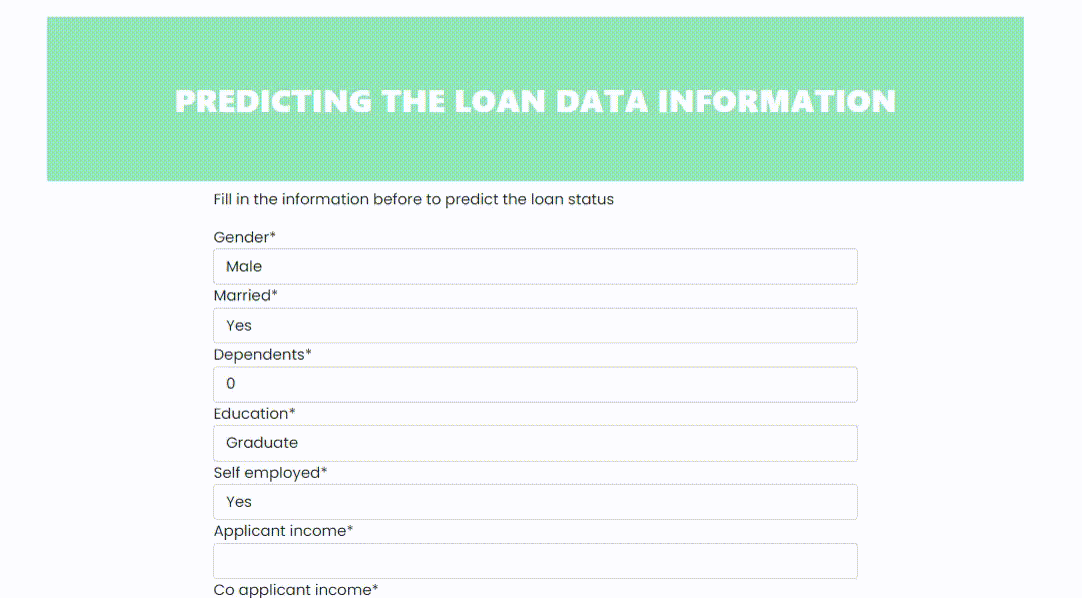 PREDICTING THE LOAN DATA INFORMATION
Fill in the information before to predict the loan status
Gender*
Male
Married*
Yes
Dependents*
0
Education*
Graduate
Self employed*
Yes
Applicant income*
Co applicant income*